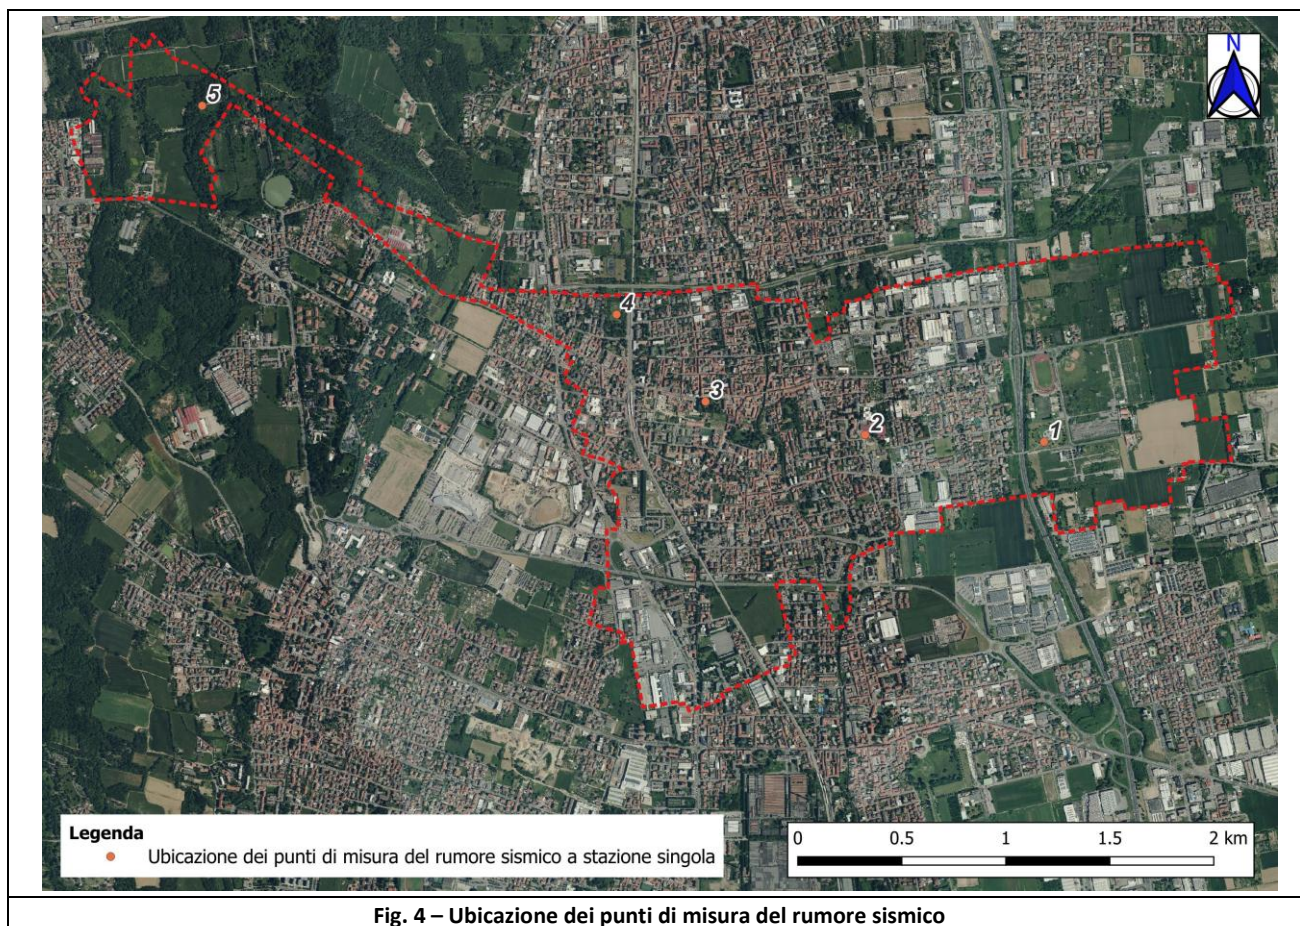 N
5
4
3
2
1
Legenda
Ubicazione dei punti di misura del rumore sismico a stazione singola
0 0.5 1 1.5 2 km
Fig. 4 – Ubicazione dei punti di misura del rumore sismico